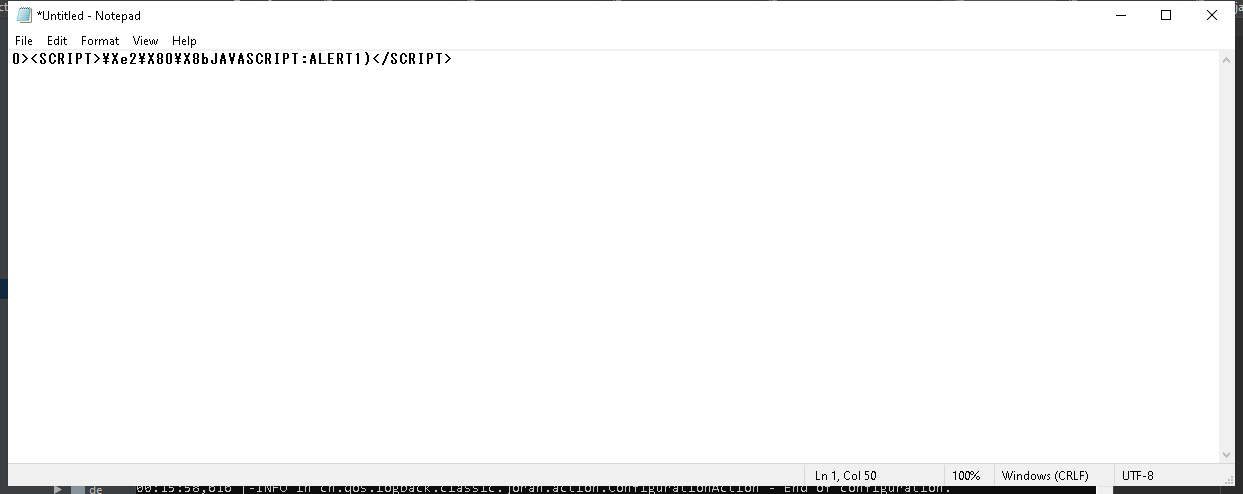 *Untitled - Notepad
File Edit Format View Help
0><SCRIPT>¥Xe2¥X80¥X8bJAVASCRIPT:ALERT1)</SCRIPT>
Ln 1, Col 50 100% Windows (CRLF) UTF-8
de 00:15:58,616 |-INFO in ch.qos.logback.classic.joran.action.ConfigurationAction - End of configuration.